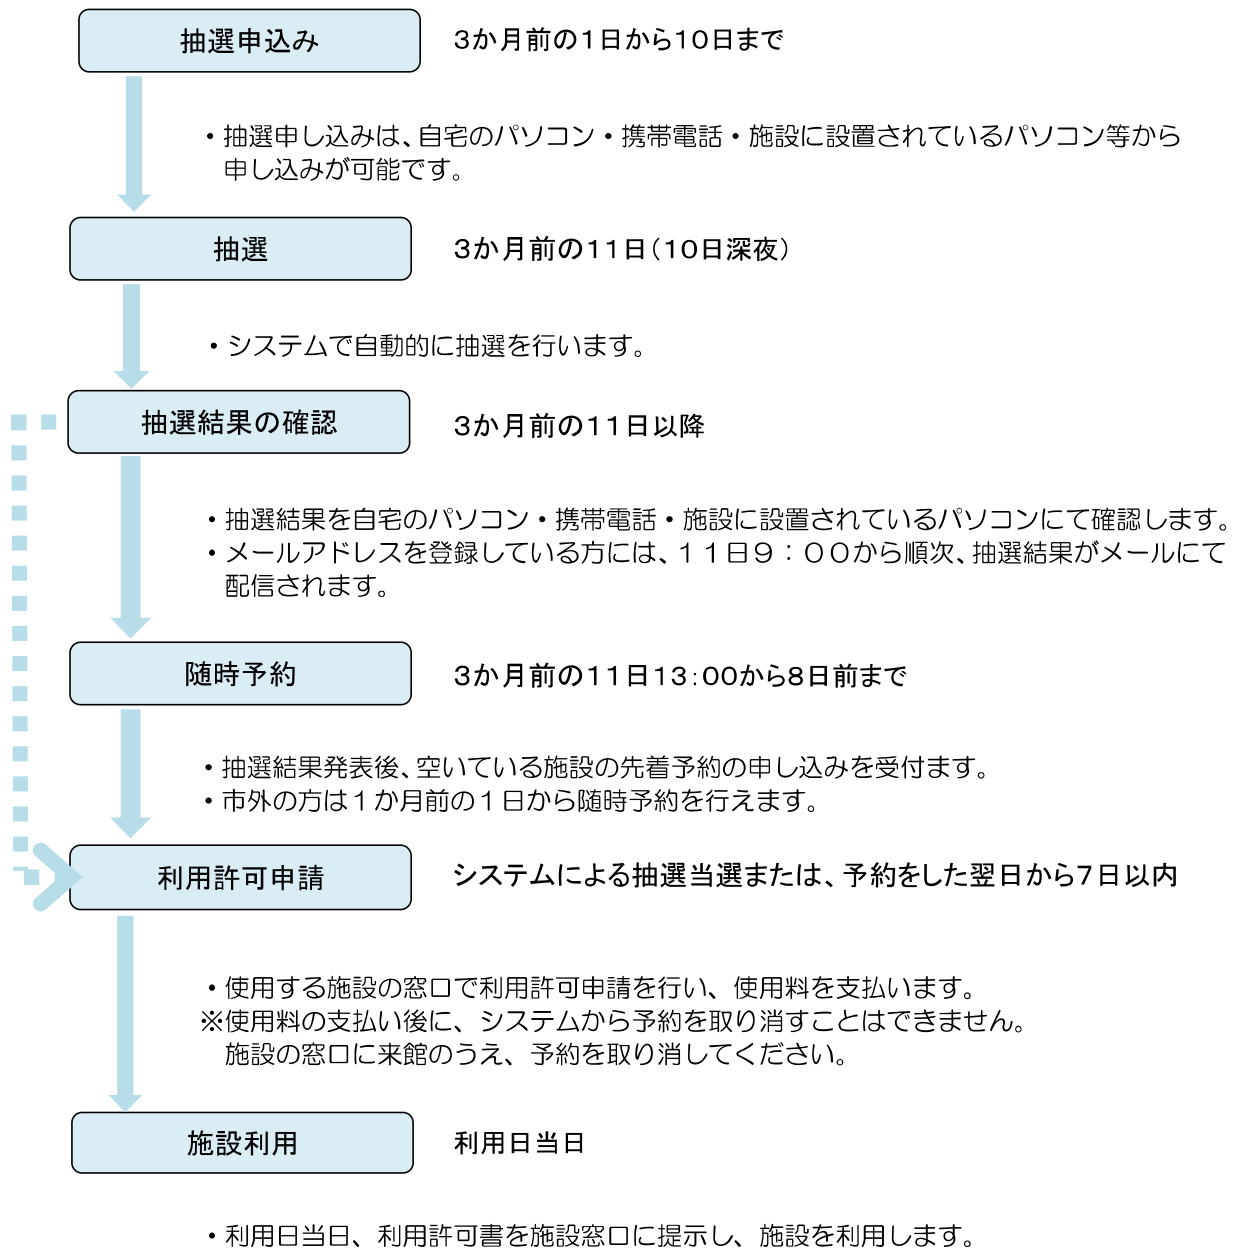 抽選申込み
３か月前の１日から１０日まで
・抽選申し込みは、自宅のパソコン・携帯電話・施設に設置されているパソコン等から
申し込みが可能です。
抽選
３か月前の１１日（１０日深夜）
・システムで自動的に抽選を行います。
抽選結果の確認
３か月前の１１日以降
・抽選結果を自宅のパソコン・携帯電話・施設に設置されているパソコンにて確認します。
・メールアドレスを登録している方には、１１日９：００から順次、抽選結果がメールにて
配信されます。
随時予約
３か月前の１１日１３：００から８日前まで
・抽選結果発表後、空いている施設の先着予約の申し込みを受付ます。
・市外の方は１か月前の１日から随時予約を行えます。
利用許可申請
システムによる抽選当選または、予約をした翌日から７日以内
・使用する施設の窓口で利用許可申請を行い、使用料を支払います。
※使用料の支払い後に、システムから予約を取り消すことはできません。
施設の窓口に来館のうえ、予約を取り消してください。
施設利用
利用日当日
・利用日当日、利用許可書を施設窓口に提示し、施設を利用します。